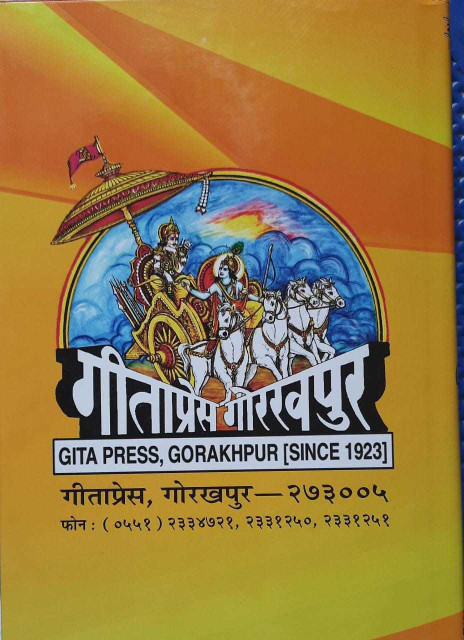 गीताप्रेस गोरखपुर
GITA PRESS, GORAKHPUR [SINCE 1923]
गीताप्रेस, गोरखपुर—२७३००५
फोन : (०५५१) २३३४७२१, २३३१२५०, २३३१२५१